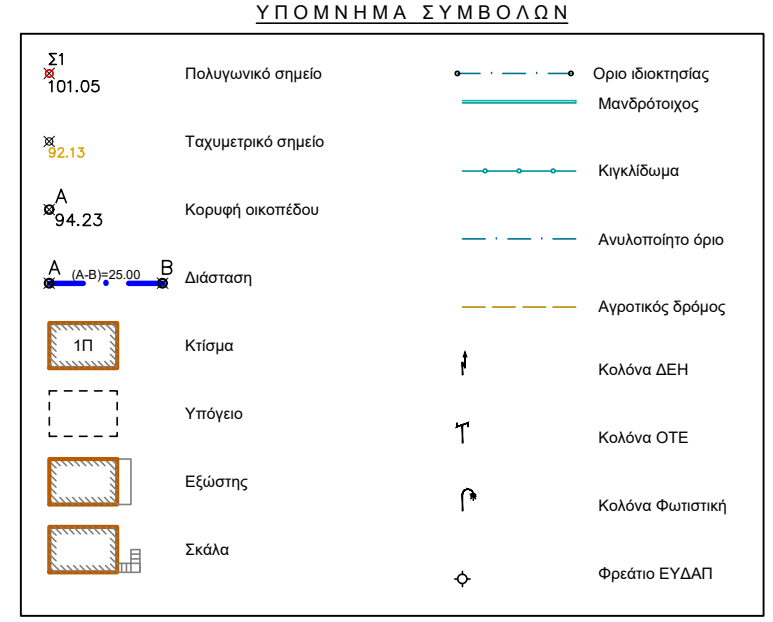 ΥΠΟΜΝΗΜΑ ΣΥΜΒΟΛΩΝ
Σ1
101.05
Πολυγωνικό σημείο
92.13
Ταχυμετρικό σημείο
A
94.23
Κορυφή οικοπέδου
A (A-B)=25.00 B
Διάσταση
1Π
Κτίσμα
Υπόγειο
Εξώστης
Σκάλα
Οριο ιδιοκτησίας
Μανδρότοιχος
Κιγκλίδωμα
Ανυλοποίητο όριο
Αγροτικός δρόμος
Κολόνα ΔΕΗ
Κολόνα ΟΤΕ
Κολόνα Φωτιστική
Φρεάτιο ΕΥΔΑΠ